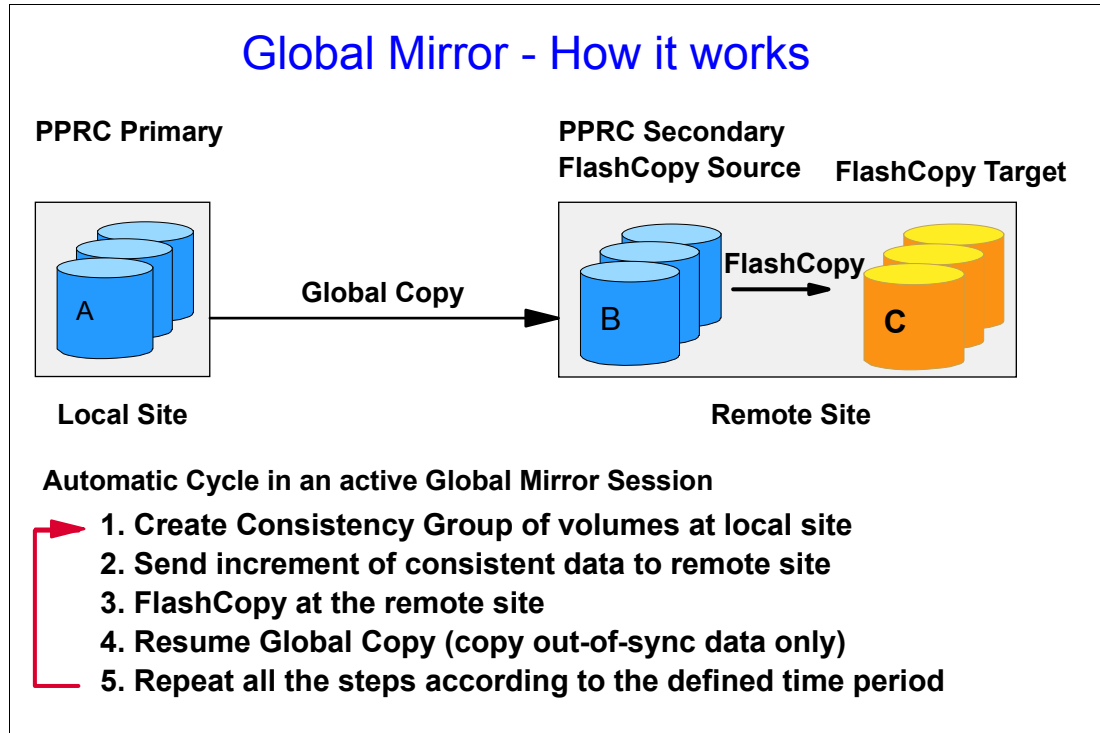 Global Mirror - How it works
PPRC Primary
PPRC Secondary
FlashCopy Source
FlashCopy Target
FlashCopy
Global Copy
A
B
C
Local Site
Remote Site
Automatic Cycle in an active Global Mirror Session
1. Create Consistency Group of volumes at local site
2. Send increment of consistent data to remote site
3. FlashCopy at the remote site
4. Resume Global Copy (copy out-of-sync data only)
5. Repeat all the steps according to the defined time period